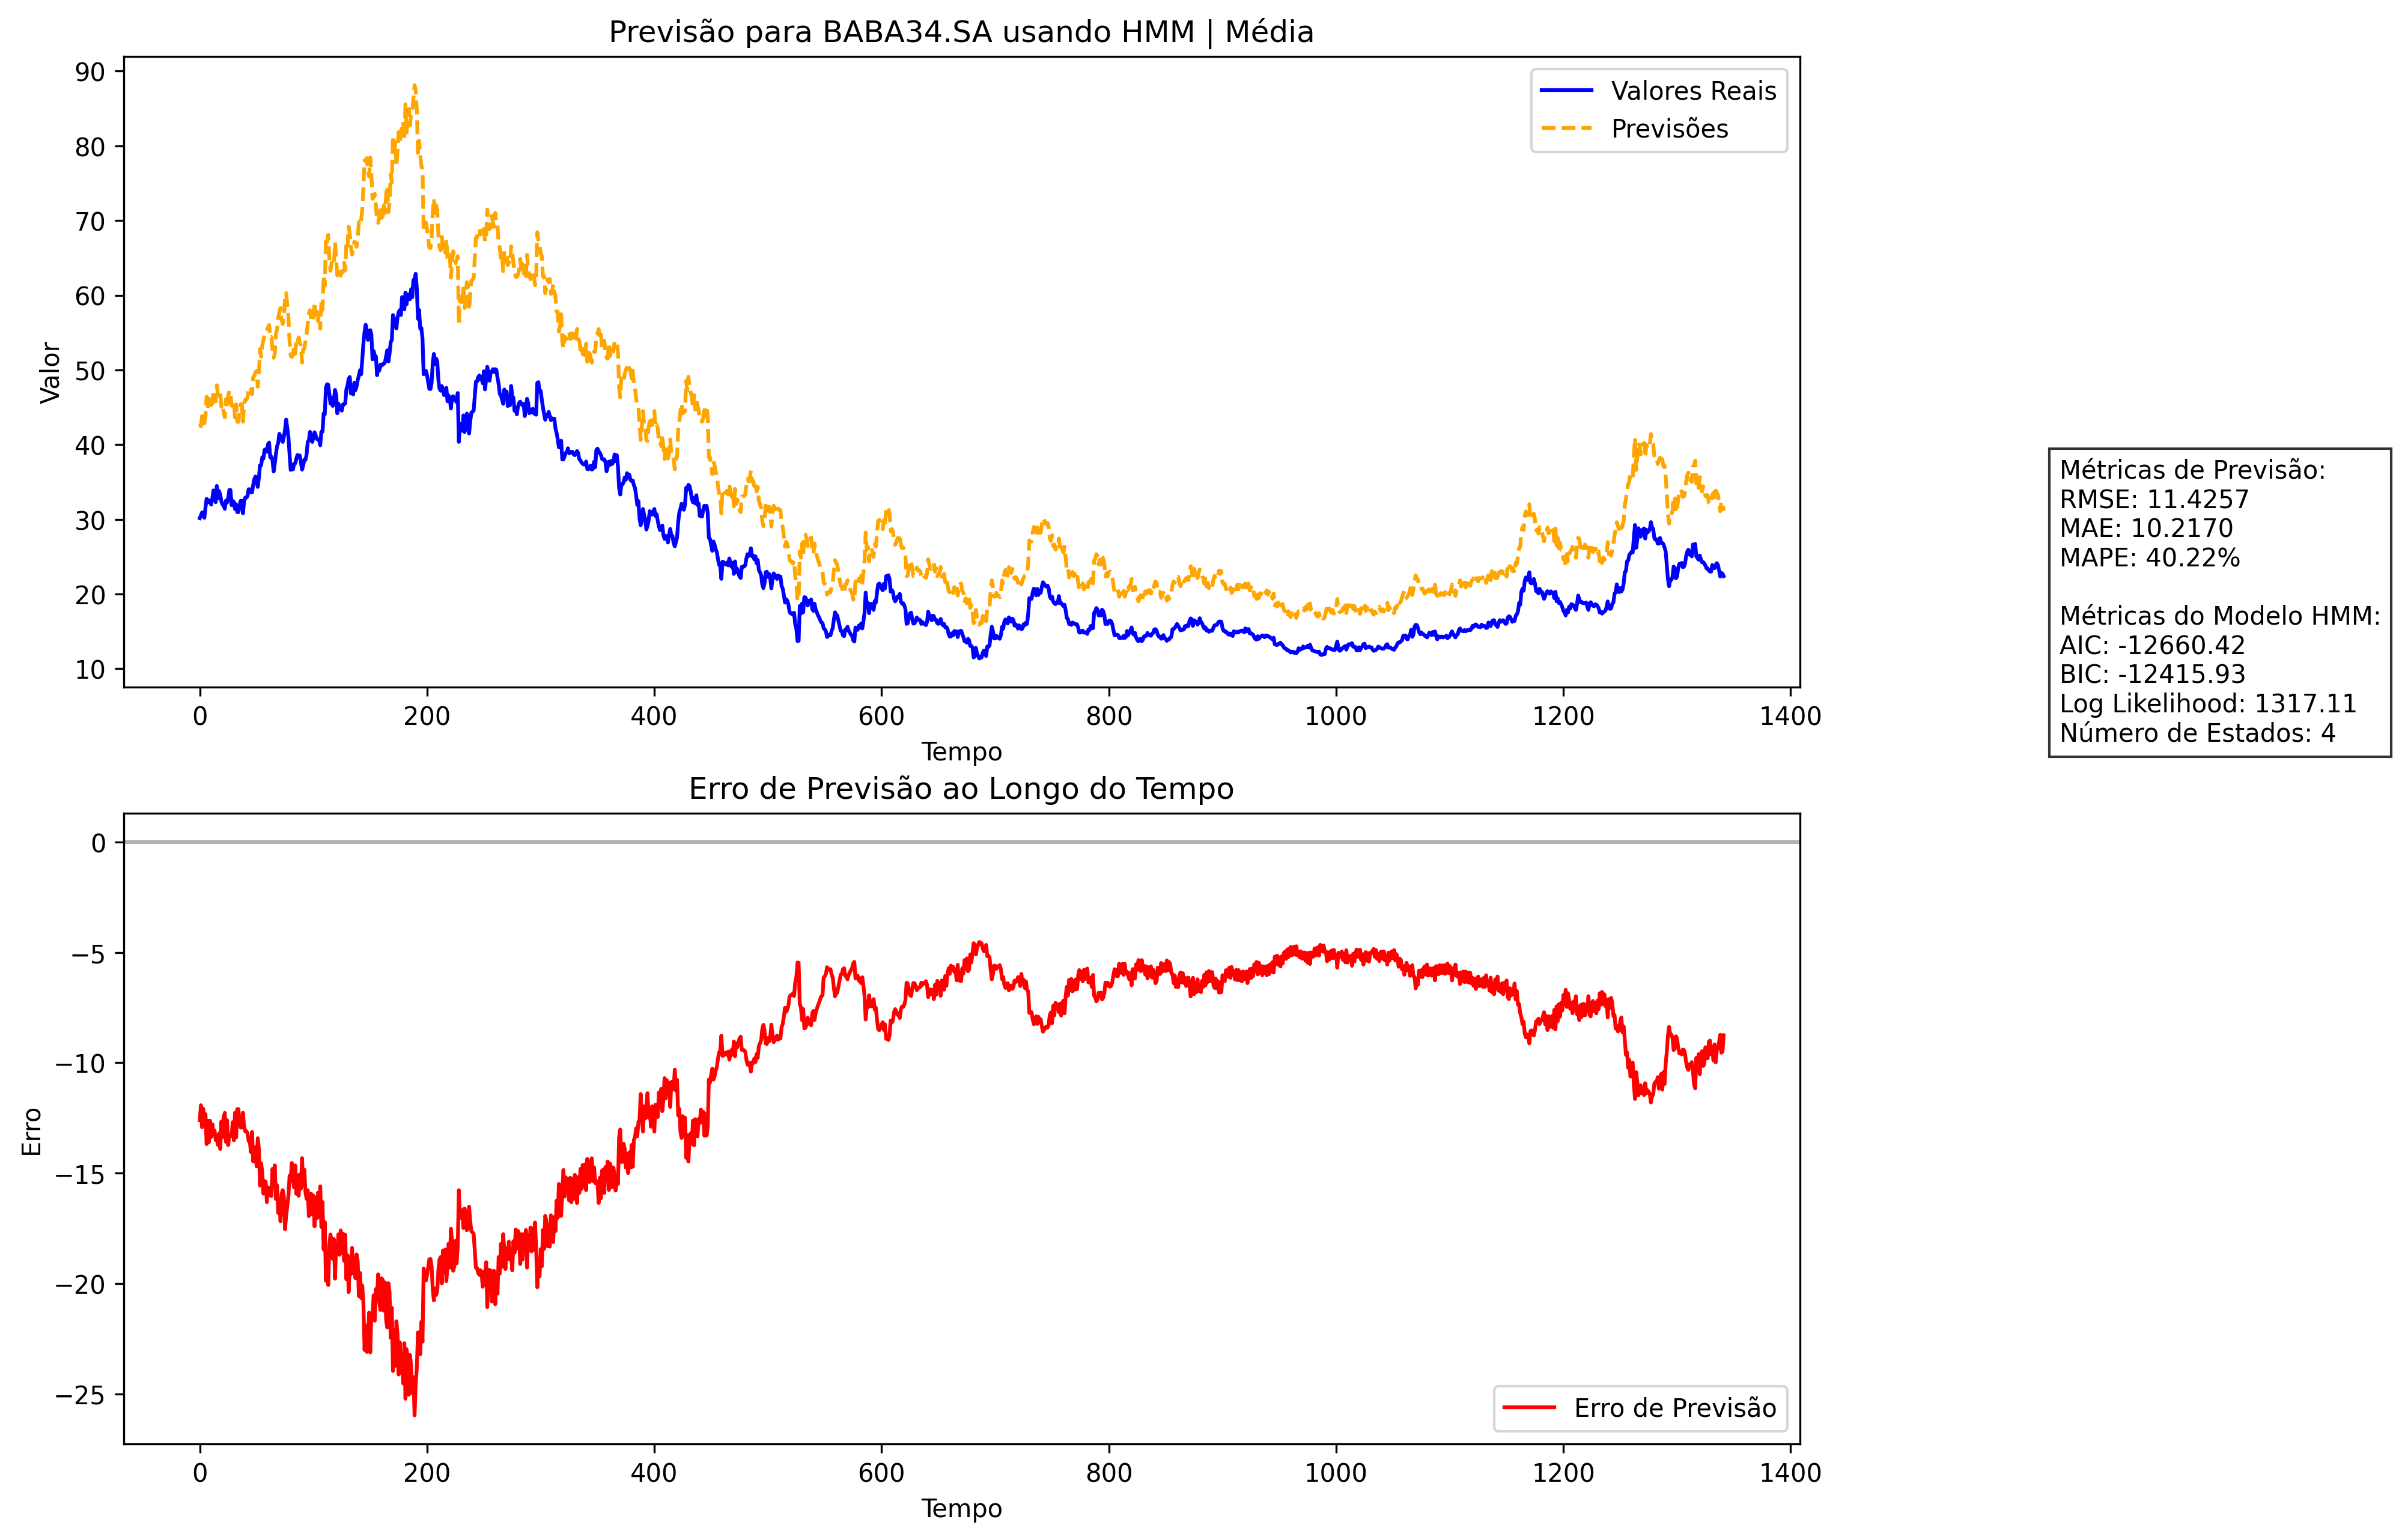 Previsão para BABA34.SA usando HMM | Média
90
80
70
60
50
40
30
20
10
Valor
Valores Reais
Previsões
0
200
400
600
800
1000
1200
1400
Tempo
Métricas de Previsão:
RMSE: 11.4257
MAE: 10.2170
MAPE: 40.22%
Métricas do Modelo HMM:
AIC: -12660.42
BIC: -12415.93
Log Likelihood: 1317.11
Número de Estados: 4
Erro de Previsão ao Longo do Tempo
0
−5
−10
−15
−20
−25
Erro
Erro de Previsão
0
200
400
600
800
1000
1200
1400
Tempo